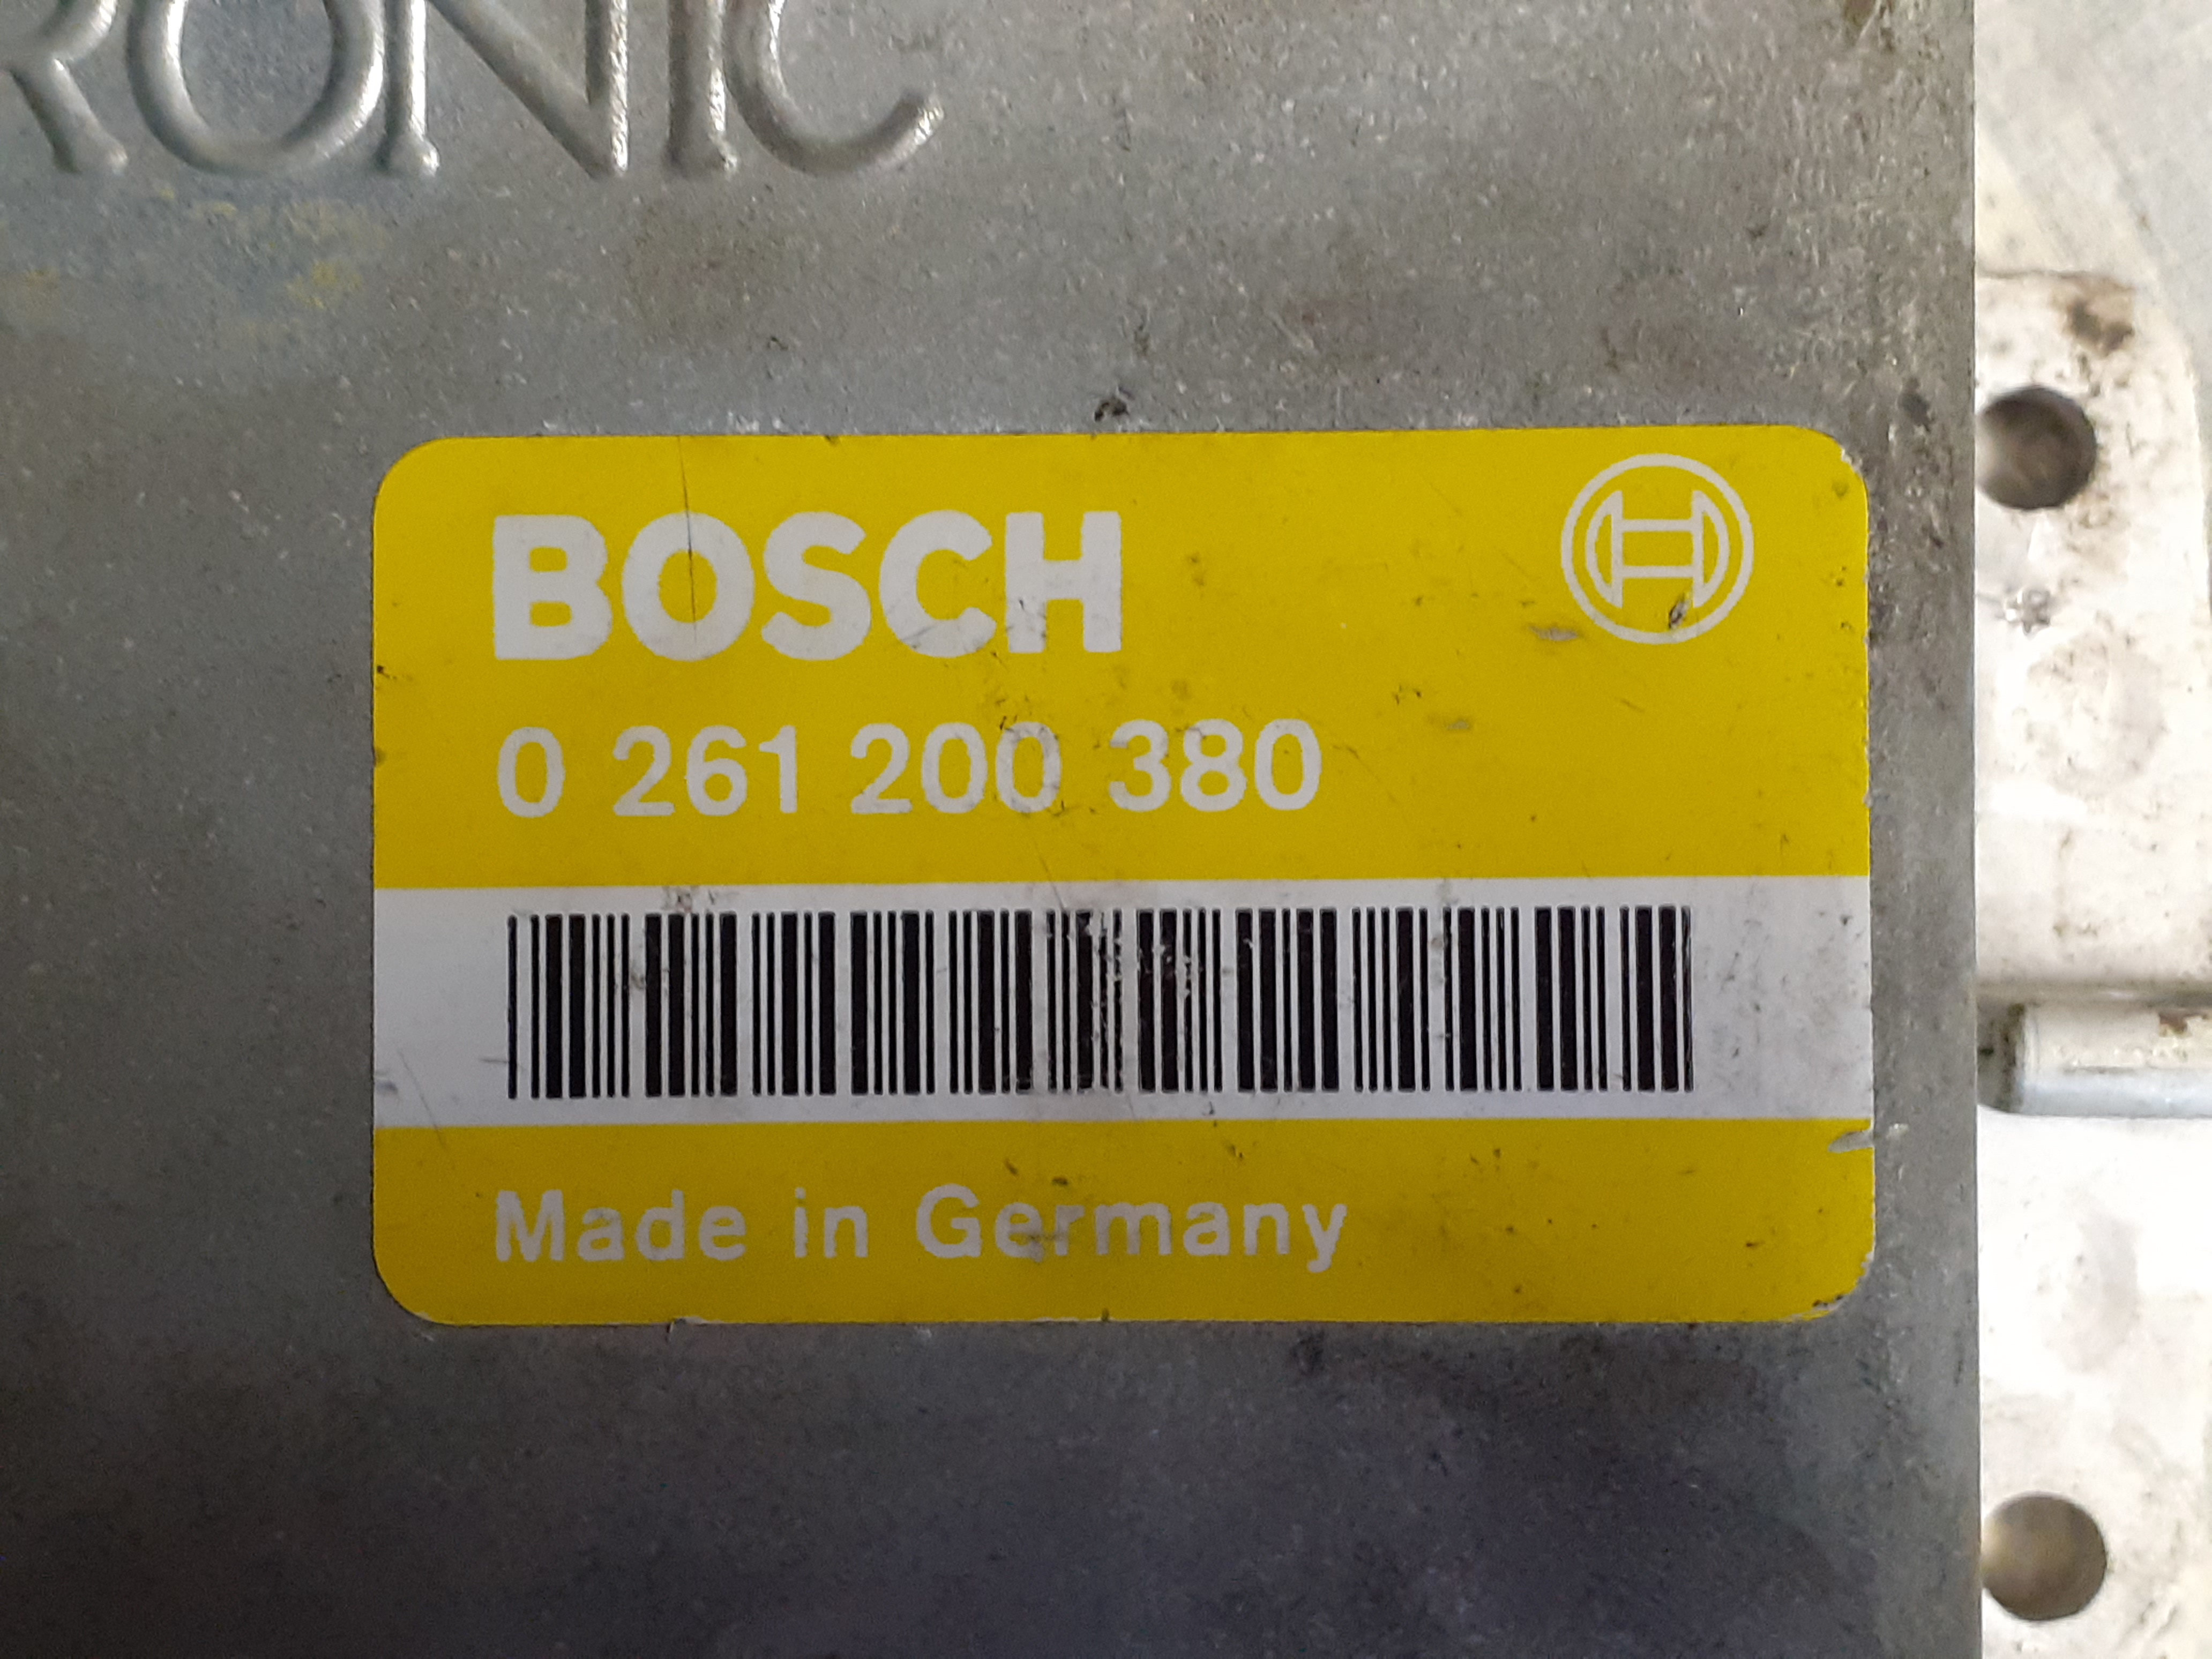 RONIC
BOSCH
0 261 200 380
Made in Germany